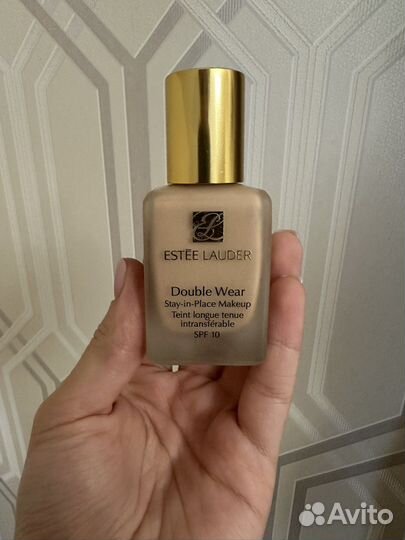 ESTĒE LAUDER
Double Wear
Stay-in-Place Makeup
Teint longue tenue
intransférable
SPF 10
Avito